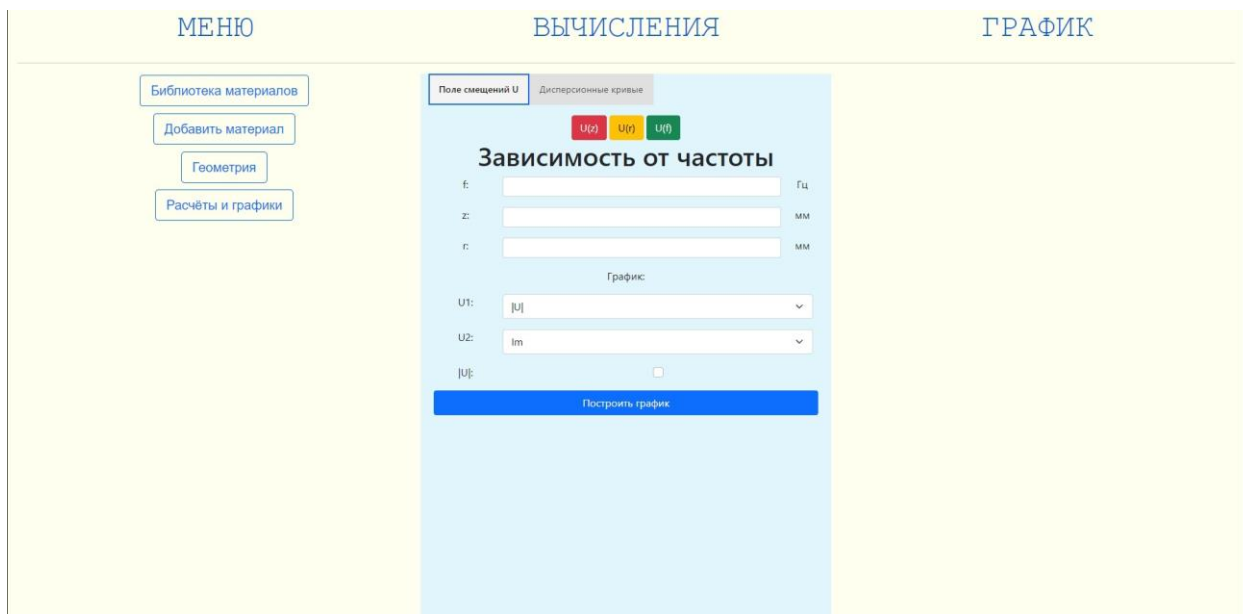 МЕНЮ ВЫЧИСЛЕНИЯ ГРАФИК
Библиотека материалов
Добавить материал
Геометрия
Расчёты и графики
Поле смещений U Дисперсионные кривые
U(z) U(r) U(f)
Зависимость от частоты
f: Гц
z: мм
r: мм
График:
U1: |U|
U2: Im
|U|:
Построить график